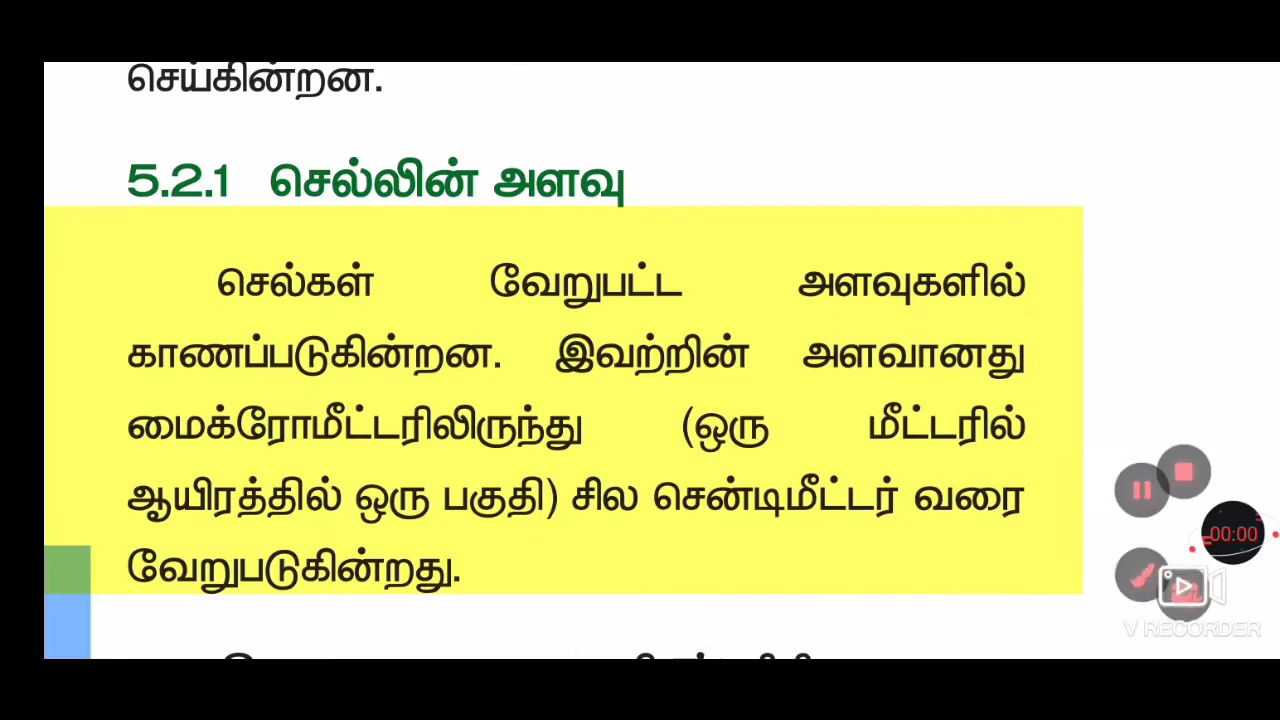 செய்கின்றன.
5.2.1 செல்லின் அளவு
செல்கள் வேறுபட்ட அளவுகளில்
காணப்படுகின்றன. இவற்றின் அளவானது
மைக்ரோமீட்டரிலிருந்து (ஒரு மீட்டரில்
ஆயிரத்தில் ஒரு பகுதி) சில சென்டிமீட்டர் வரை
வேறுபடுகின்றது.
00:00
V RECORDER